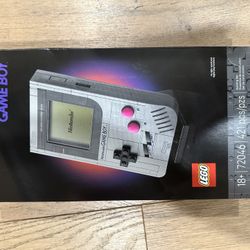 GAME BOY
Nintendo
Nintendo GAME BOY
LEGO
18+ | 72046 | 421 pcs/pzs